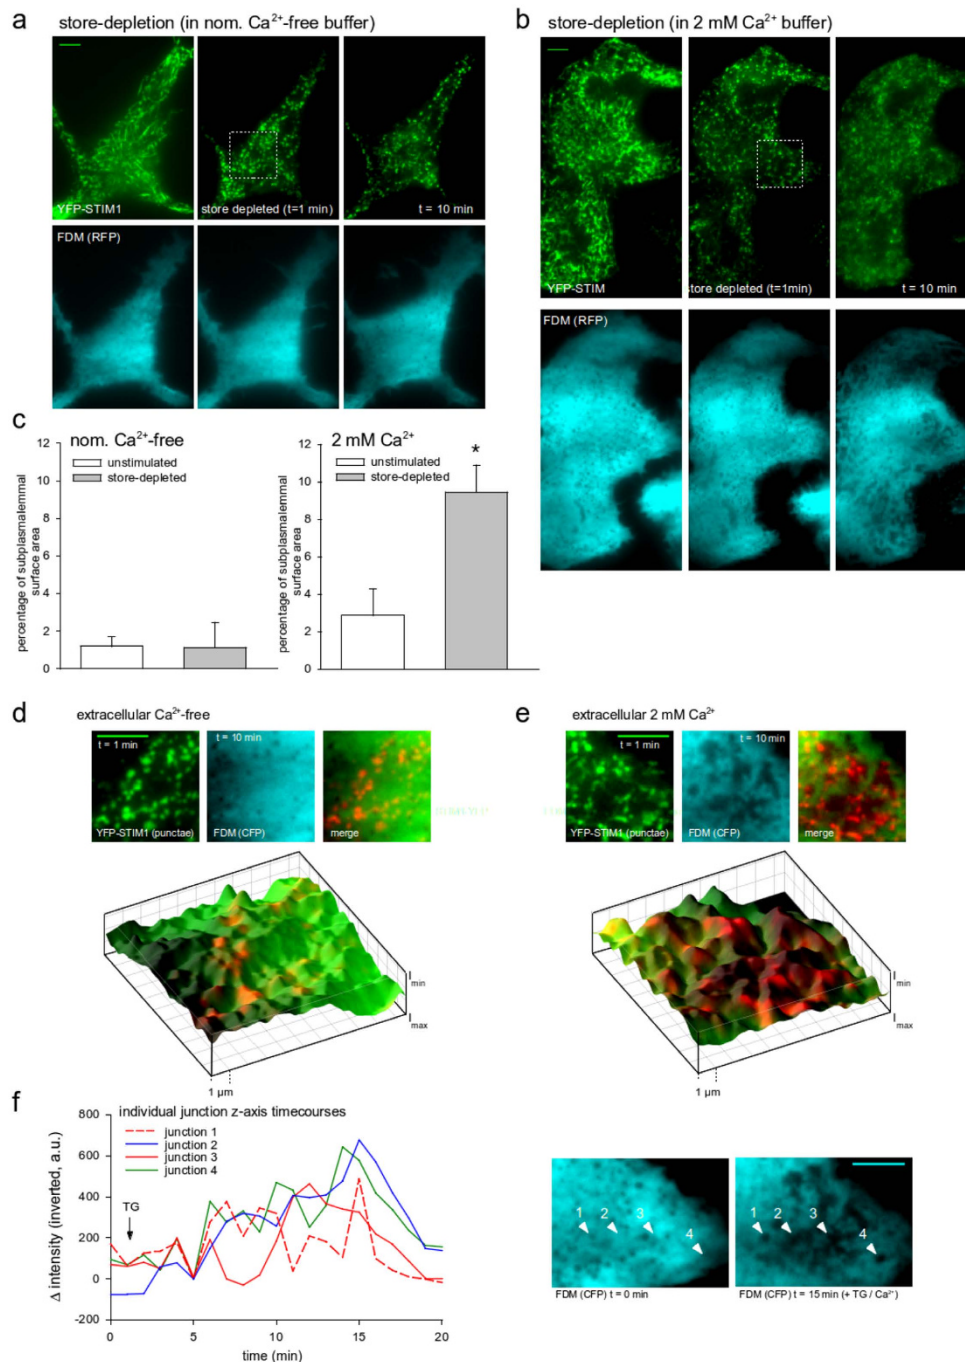 a store-depletion (in nom. Ca²⁺-free buffer)
YFP-STIM1
store depleted (t=1 min)
t = 10 min
FDM (RFP)
b store-depletion (in 2 mM Ca²⁺ buffer)
YFP-STIM
store depleted (t=1min)
t = 10 min
FDM (RFP)
c
nom. Ca²⁺-free
unstimulated
store-depleted
percentage of subplasmalemmal
surface area
12
10
8
6
4
2
0
2 mM Ca²⁺
unstimulated
store-depleted
*
percentage of subplasmalemmal
surface area
12
10
8
6
4
2
0
d extracellular Ca²⁺-free
t = 1 min
YFP-STIM1 (punctae)
t = 10 min
FDM (CFP)
merge
I min
I max
1 µm
e extracellular 2 mM Ca²⁺
YFP-STIM1 (punctae)
t = 1 min
t = 10 min
FDM (CFP)
merge
I min
I max
1 µm
f
individual junction z-axis timecourses
junction 1
junction 2
junction 3
junction 4
TG
Δ intensity (inverted, a.u.)
800
600
400
200
0
-200
0 5 10 15 20
time (min)
1 2 3 4
FDM (CFP) t = 0 min
1 2 3 4
FDM (CFP) t = 15 min (+ TG / Ca²⁺)